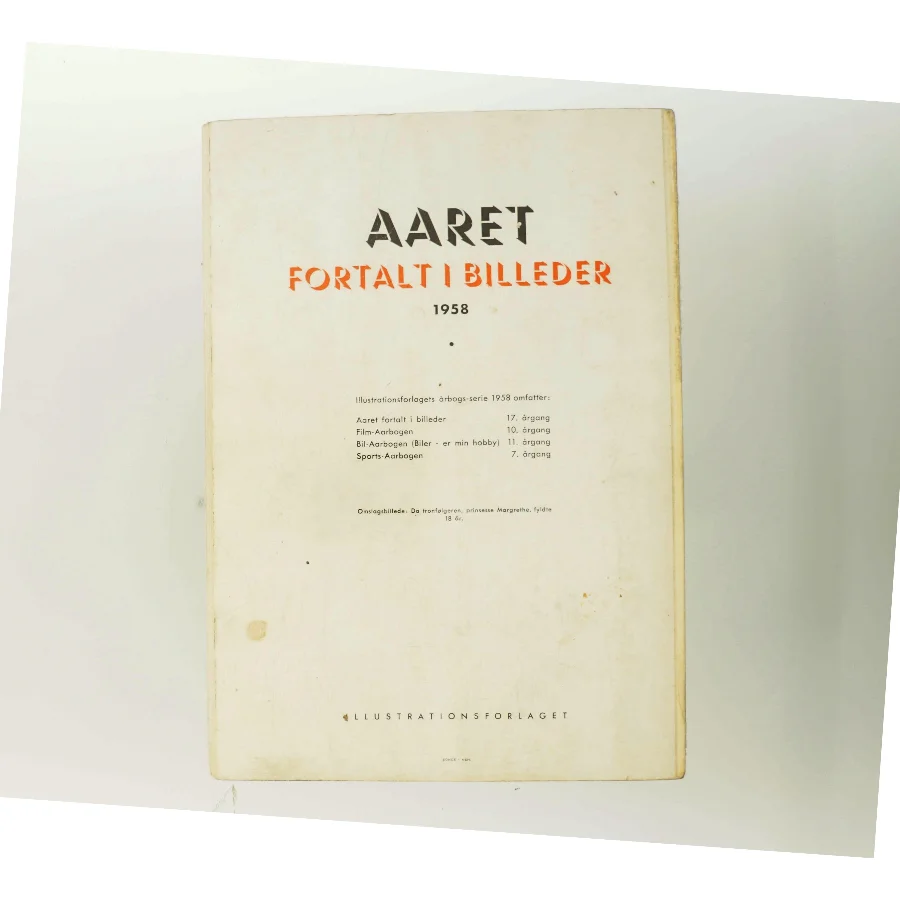 AARET
FORTALT I BILLEDER
1958
Illustrationsforlagets årbogs-serie 1958 omfatter:
Aaret fortalt i billeder 17. årgang
Film-Aarbogen 10. årgang
Bil-Aarbogen (Biler - er min hobby) 11. årgang
Sports-Aarbogen 7. årgang
Omslagsbillede: Da tronfølgeren, prinsesse Margrethe, fyldte
18 år.
ILLUSTRATIONSFORLAGET